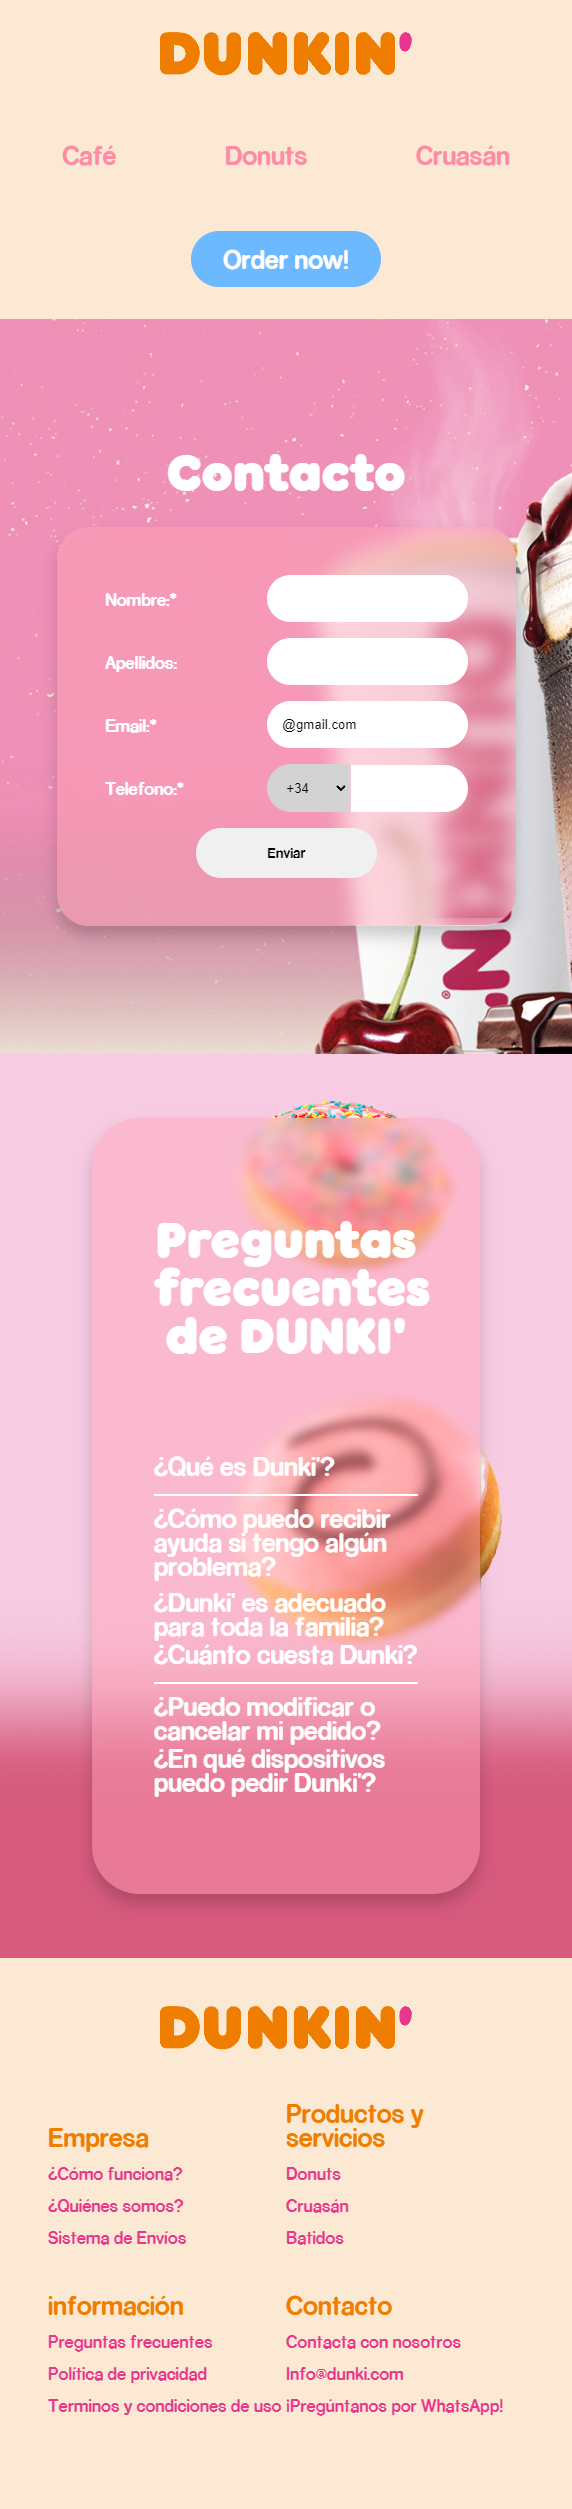 DUNKIN'
Café Donuts Cruasán
Order now!
Contacto
Nombre:*
Apellidos:
Email:* @gmail.com
Telefono:* +34
Enviar
N'
®
Preguntas
frecuentes
de DUNKI'
¿Qué es Dunki'?
¿Cómo puedo recibir
ayuda si tengo algún
problema?
¿Dunki' es adecuado
para toda la familia?
¿Cuánto cuesta Dunki?
¿Puedo modificar o
cancelar mi pedido?
¿En qué dispositivos
puedo pedir Dunki'?
DUNKIN'
Empresa
¿Cómo funciona?
¿Quiénes somos?
Sistema de Envíos
Productos y
servicios
Donuts
Cruasán
Batidos
información
Preguntas frecuentes
Política de privacidad
Terminos y condiciones de uso
Contacto
Contacta con nosotros
Info@dunki.com
¡Pregúntanos por WhatsApp!